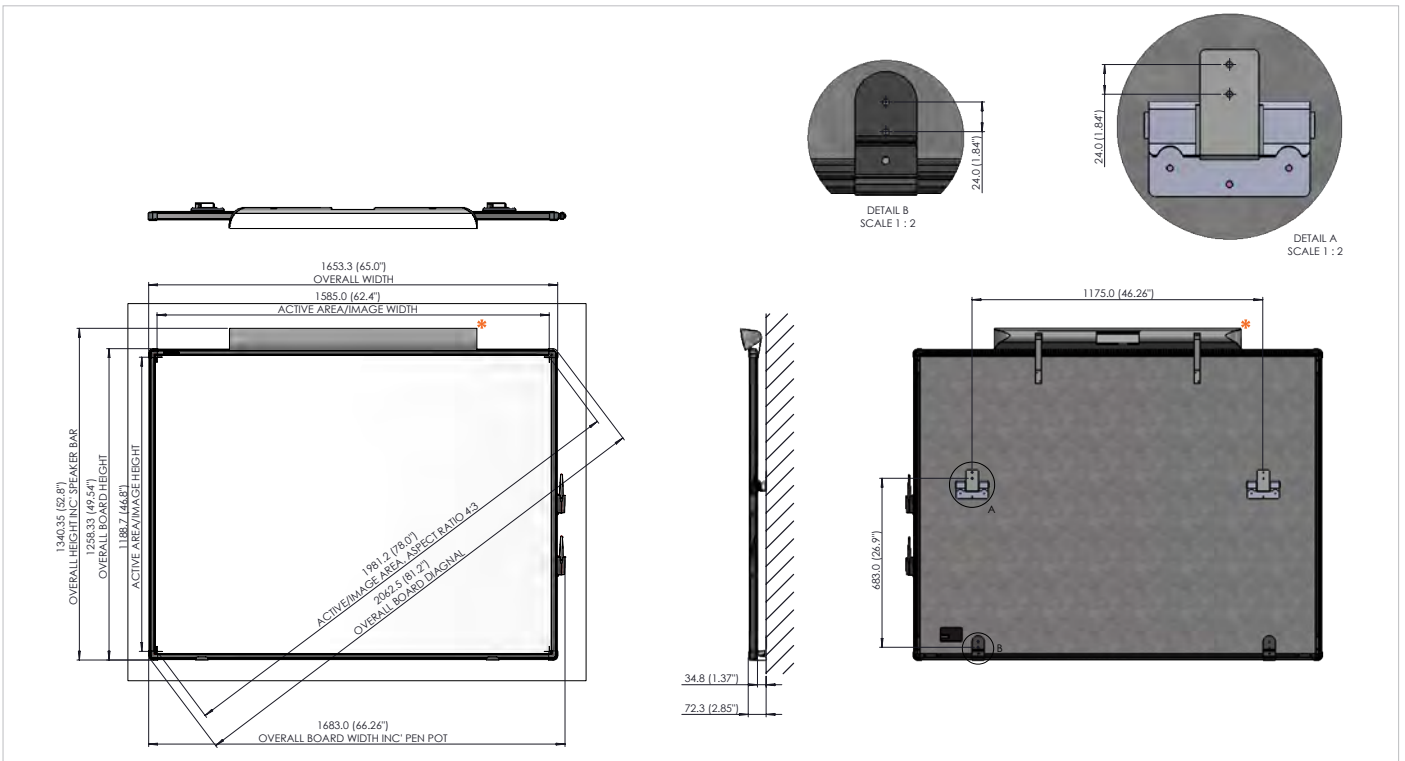 24.0 (1.84")
DETAIL B
SCALE 1 : 2
24.0 (1.84")
DETAIL A
SCALE 1 : 2
1653.3 (65.0")
OVERALL WIDTH
1585.0 (62.4")
ACTIVE AREA/IMAGE WIDTH
*
1340.35 (52.8")
OVERALL HEIGHT INC' SPEAKER BAR
1258.33 (49.54")
OVERALL BOARD HEIGHT
1188.7 (46.8")
ACTIVE AREA/IMAGE HEIGHT
1981.2 (78.0")
ACTIVE/IMAGE AREA, ASPECT RATIO 4:3
2062.5 (81.2")
OVERALL BOARD DIAGNAL
1683.0 (66.26")
OVERALL BOARD WIDTH INC' PEN POT
34.8 (1.37")
72.3 (2.85")
1175.0 (46.26")
*
683.0 (26.9")
A
B